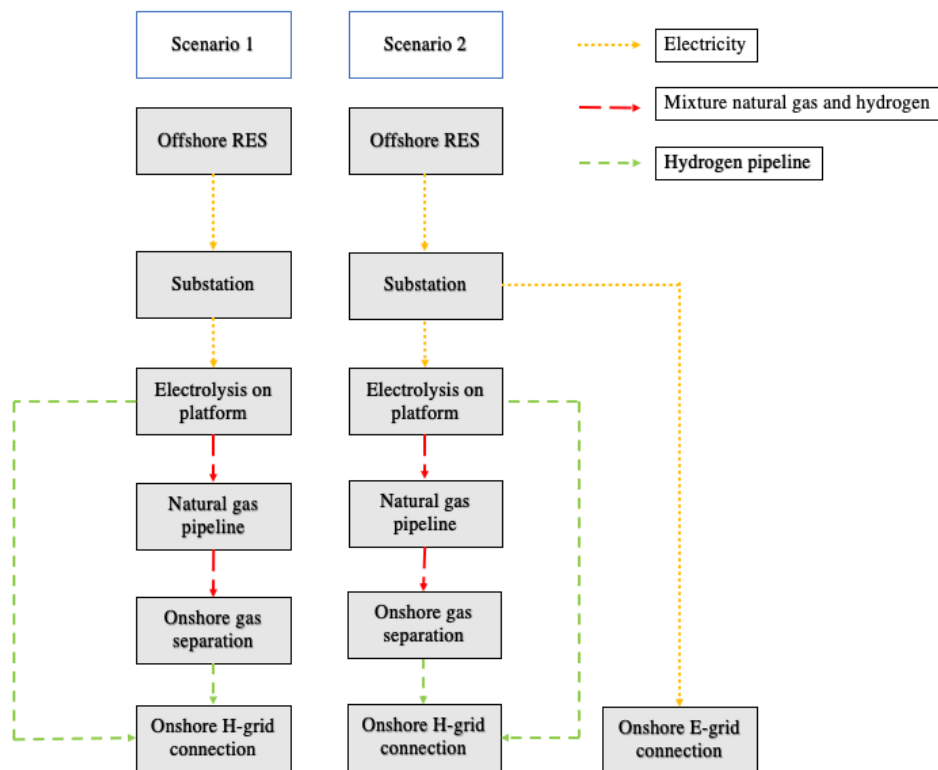 Scenario 1
Scenario 2
Electricity
Mixture natural gas and hydrogen
Hydrogen pipeline
Offshore RES
Offshore RES
Substation
Substation
Electrolysis on
platform
Electrolysis on
platform
Natural gas
pipeline
Natural gas
pipeline
Onshore gas
separation
Onshore gas
separation
Onshore H-grid
connection
Onshore H-grid
connection
Onshore E-grid
connection